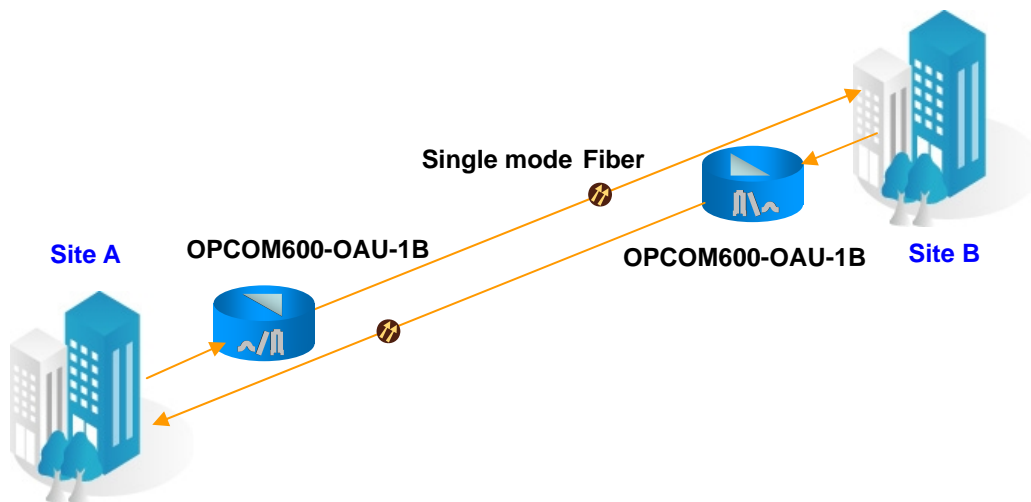 Single mode Fiber
Site A
OPCOM600-OAU-1B
OPCOM600-OAU-1B
Site B